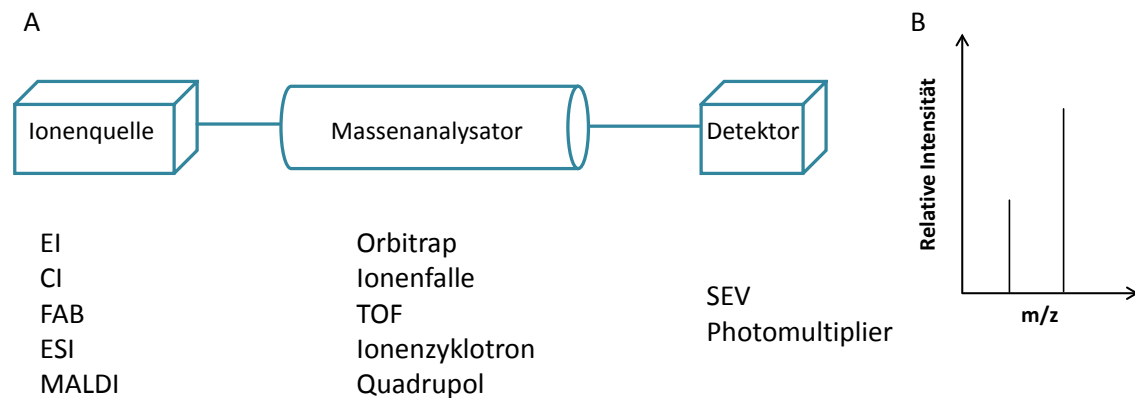 A
Ionenquelle
Massenanalysator
Detektor
EI
CI
FAB
ESI
MALDI
Orbitrap
Ionenfalle
TOF
Ionenzyklotron
Quadrupol
SEV
Photomultiplier
B
Relative Intensität
m/z